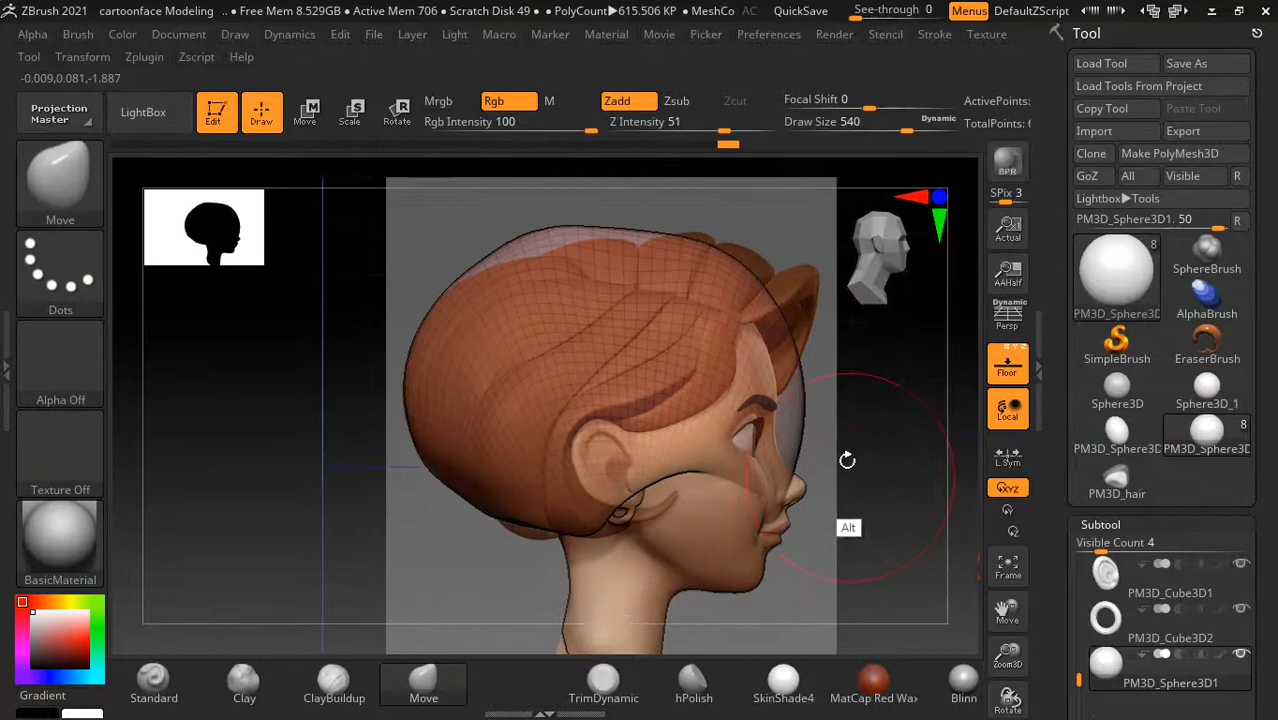 ZBrush 2021 cartoonface Modeling .. • Free Mem 8.529GB • Active Mem 706 • Scratch Disk 49 • PolyCount▸615.506 KP • MeshCo AC QuickSave See-through 0 Menus DefaultZScript
Alpha Brush Color Document Draw Dynamics Edit File Layer Light Macro Marker Material Movie Picker Preferences Render Stencil Stroke Texture
Tool Transform Zplugin Zscript Help
-0.009,0.081,-1.887
Projection Master
LightBox
Edit
Draw
Move
Scale
Rotate
Mrgb Rgb M
Rgb Intensity 100
Zadd Zsub Zcut
Z Intensity 51
Focal Shift 0
Draw Size 540 Dynamic
ActivePoints:
TotalPoints: 6
Move
Dots
Alpha Off
Texture Off
BasicMaterial
Gradient
Alt
BPR
SPix 3
Actual
AAHalf
Dynamic
Persp
X Y Z
Floor
Local
L.Sym
XYZ
Frame
Move
Zoom3D
Rotate
Standard
Clay
ClayBuildup
Move
TrimDynamic
hPolish
SkinShade4
MatCap Red Wax
Blinn
Tool
Load Tool Save As
Load Tools From Project
Copy Tool Paste Tool
Import Export
Clone Make PolyMesh3D
GoZ All Visible R
Lightbox▸Tools
PM3D_Sphere3D1. 50 R
8
PM3D_Sphere3D
SphereBrush
AlphaBrush
SimpleBrush
EraserBrush
Sphere3D
Sphere3D_1
8
PM3D_Sphere3D
PM3D_Sphere3D
PM3D_hair
Subtool
Visible Count 4
PM3D_Cube3D1
PM3D_Cube3D2
PM3D_Sphere3D1